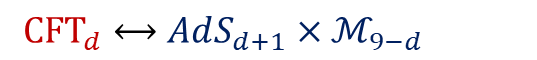 CFT_d ⟷ AdS_{d+1} × ℳ_{9−d}